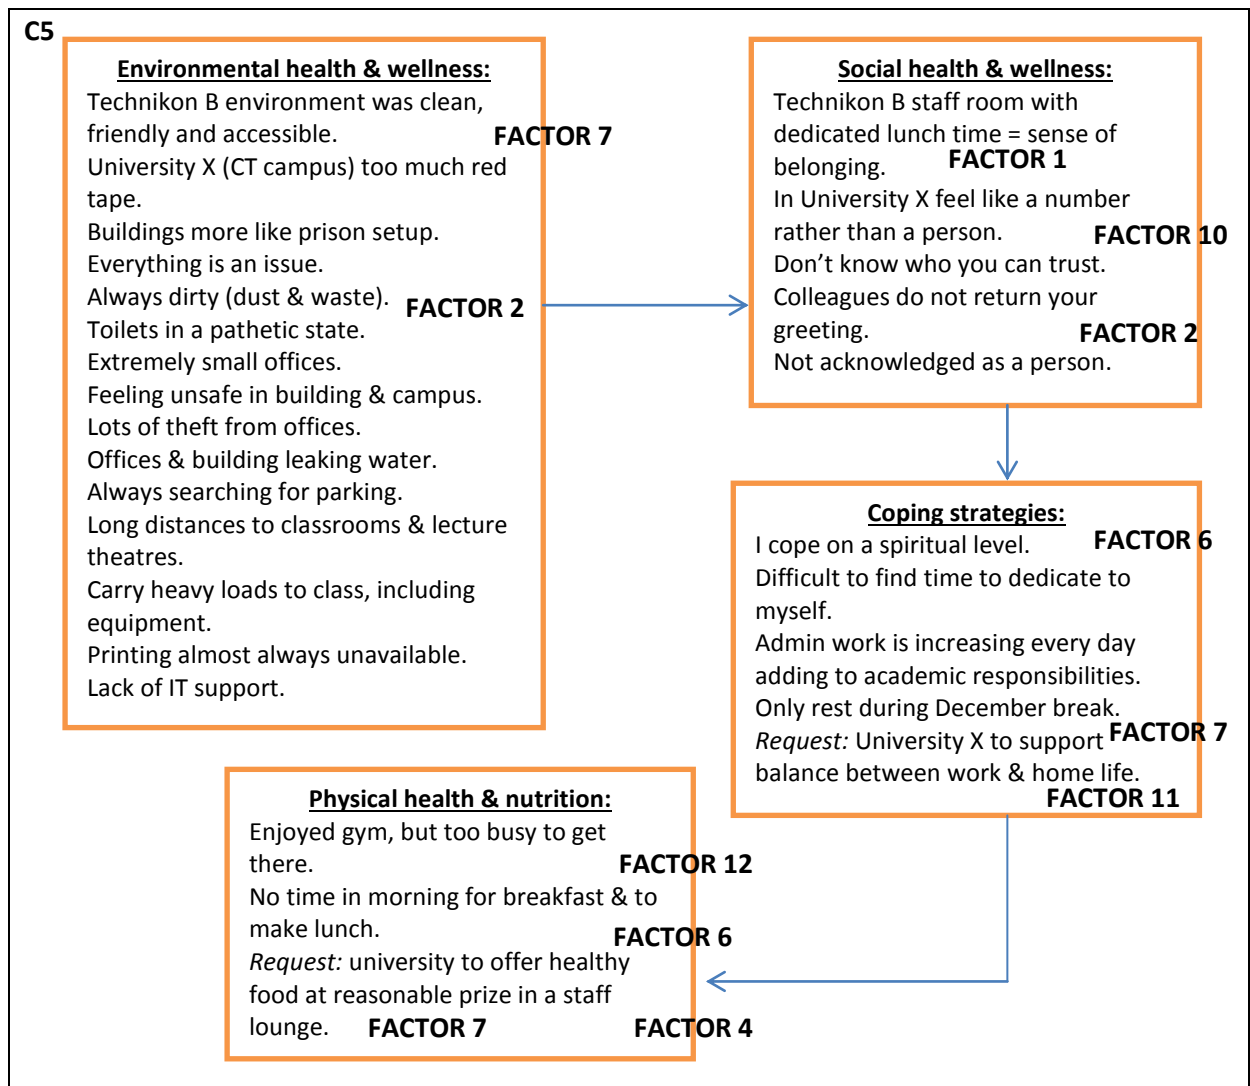 C5
Environmental health & wellness:
Technikon B environment was clean,
friendly and accessible.
FACTOR 7
University X (CT campus) too much red
tape.
Buildings more like prison setup.
Everything is an issue.
Always dirty (dust & waste).
FACTOR 2
Toilets in a pathetic state.
Extremely small offices.
Feeling unsafe in building & campus.
Lots of theft from offices.
Offices & building leaking water.
Always searching for parking.
Long distances to classrooms & lecture
theatres.
Carry heavy loads to class, including
equipment.
Printing almost always unavailable.
Lack of IT support.
Social health & wellness:
Technikon B staff room with
dedicated lunch time = sense of
belonging.
FACTOR 1
In University X feel like a number
rather than a person.
FACTOR 10
Don’t know who you can trust.
Colleagues do not return your
greeting.
FACTOR 2
Not acknowledged as a person.
Coping strategies:
I cope on a spiritual level.
FACTOR 6
Difficult to find time to dedicate to
myself.
Admin work is increasing every day
adding to academic responsibilities.
Only rest during December break.
Request: University X to support
FACTOR 7
balance between work & home life.
FACTOR 11
Physical health & nutrition:
Enjoyed gym, but too busy to get
there.
FACTOR 12
No time in morning for breakfast & to
make lunch.
FACTOR 6
Request: university to offer healthy
food at reasonable prize in a staff
lounge.
FACTOR 7
FACTOR 4